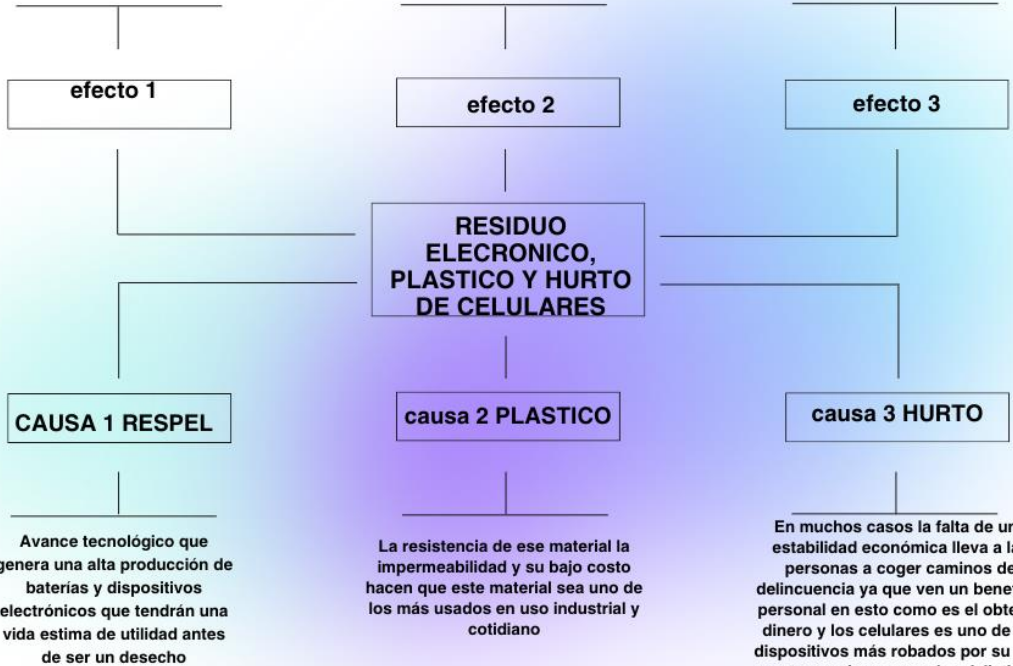 efecto 1
efecto 2
efecto 3
RESIDUO
ELECRONICO,
PLASTICO Y HURTO
DE CELULARES
CAUSA 1 RESPEL
causa 2 PLASTICO
causa 3 HURTO
Avance tecnológico que
genera una alta producción de
baterías y dispositivos
electrónicos que tendrán una
vida estima de utilidad antes
de ser un desecho
La resistencia de ese material la
impermeabilidad y su bajo costo
hacen que este material sea uno de
los más usados en uso industrial y
cotidiano
En muchos casos la falta de
estabilidad económica lleva a
personas a coger caminos
delincuencia ya que ven un
personal en esto como es el
dinero y los celulares es uno de
dispositivos más robados por su